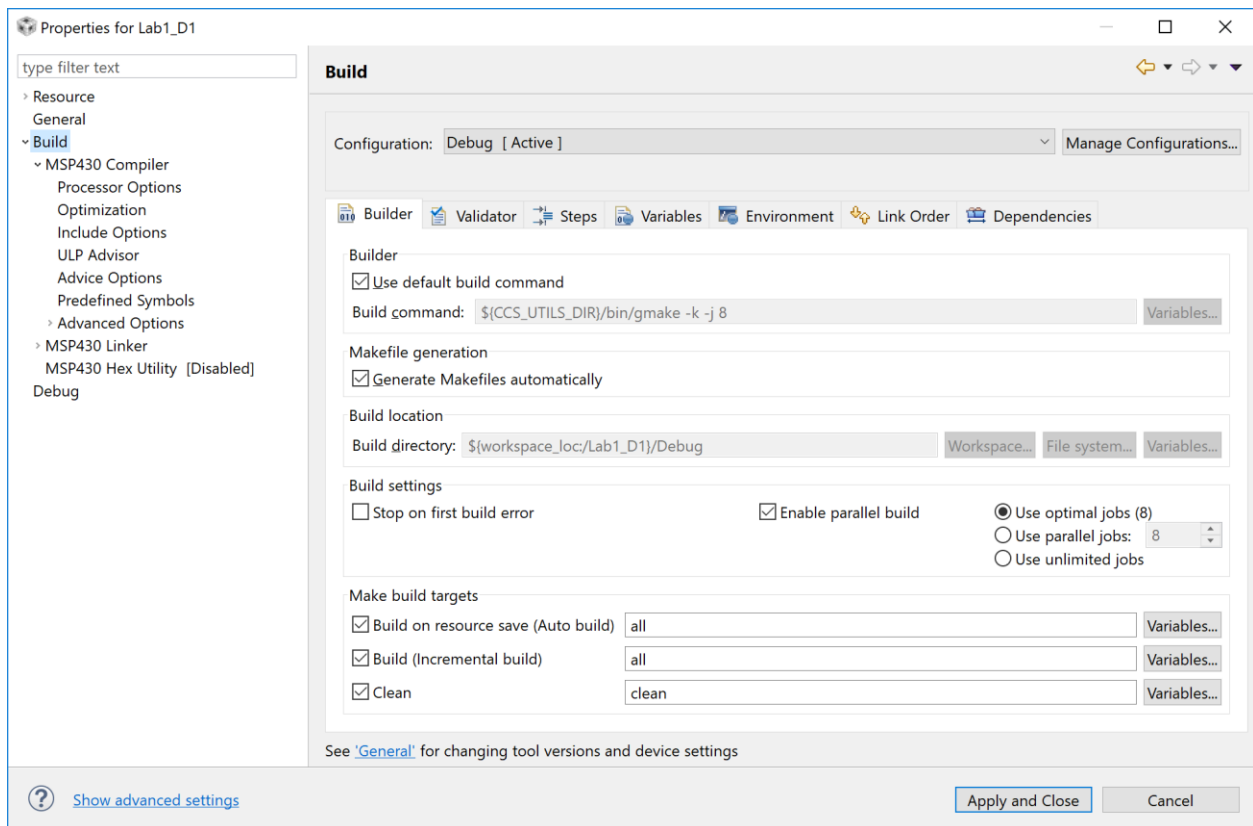 Properties for Lab1_D1
type filter text
Resource
General
Build
MSP430 Compiler
Processor Options
Optimization
Include Options
ULP Advisor
Advice Options
Predefined Symbols
Advanced Options
MSP430 Linker
MSP430 Hex Utility [Disabled]
Debug
Build
Configuration: Debug [ Active ] Manage Configurations...
Builder Validator Steps Variables Environment Link Order Dependencies
Builder
Use default build command
Build command: ${CCS_UTILS_DIR}/bin/gmake -k -j 8 Variables...
Makefile generation
Generate Makefiles automatically
Build location
Build directory: ${workspace_loc:/Lab1_D1}/Debug Workspace... File system... Variables...
Build settings
Stop on first build error Enable parallel build Use optimal jobs (8)
Use parallel jobs: 8
Use unlimited jobs
Make build targets
Build on resource save (Auto build) all Variables...
Build (Incremental build) all Variables...
Clean clean Variables...
See 'General' for changing tool versions and device settings
? Show advanced settings Apply and Close Cancel